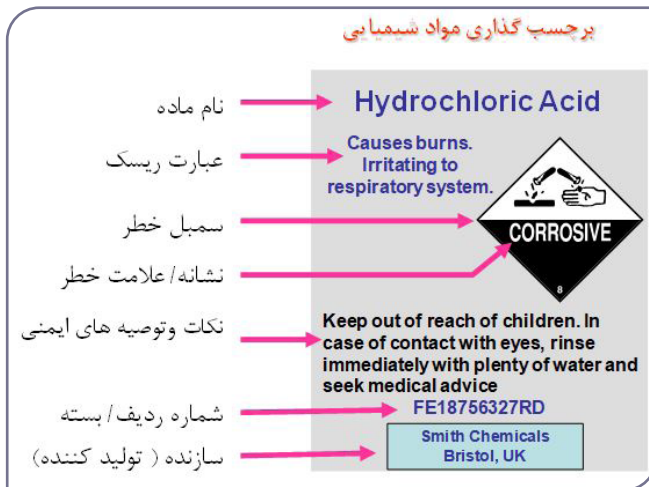 برچسب گذاری مواد شیمیایی
نام ماده
Hydrochloric Acid
عبارت ریسک
Causes burns.
Irritating to
respiratory system.
سمبل خطر
CORROSIVE
8
نشانه/علامت خطر
نکات وتوصیه های ایمنی
Keep out of reach of children. In
case of contact with eyes, rinse
immediately with plenty of water and
seek medical advice
شماره ردیف/بسته
FE18756327RD
سازنده ( تولید کننده)
Smith Chemicals
Bristol, UK